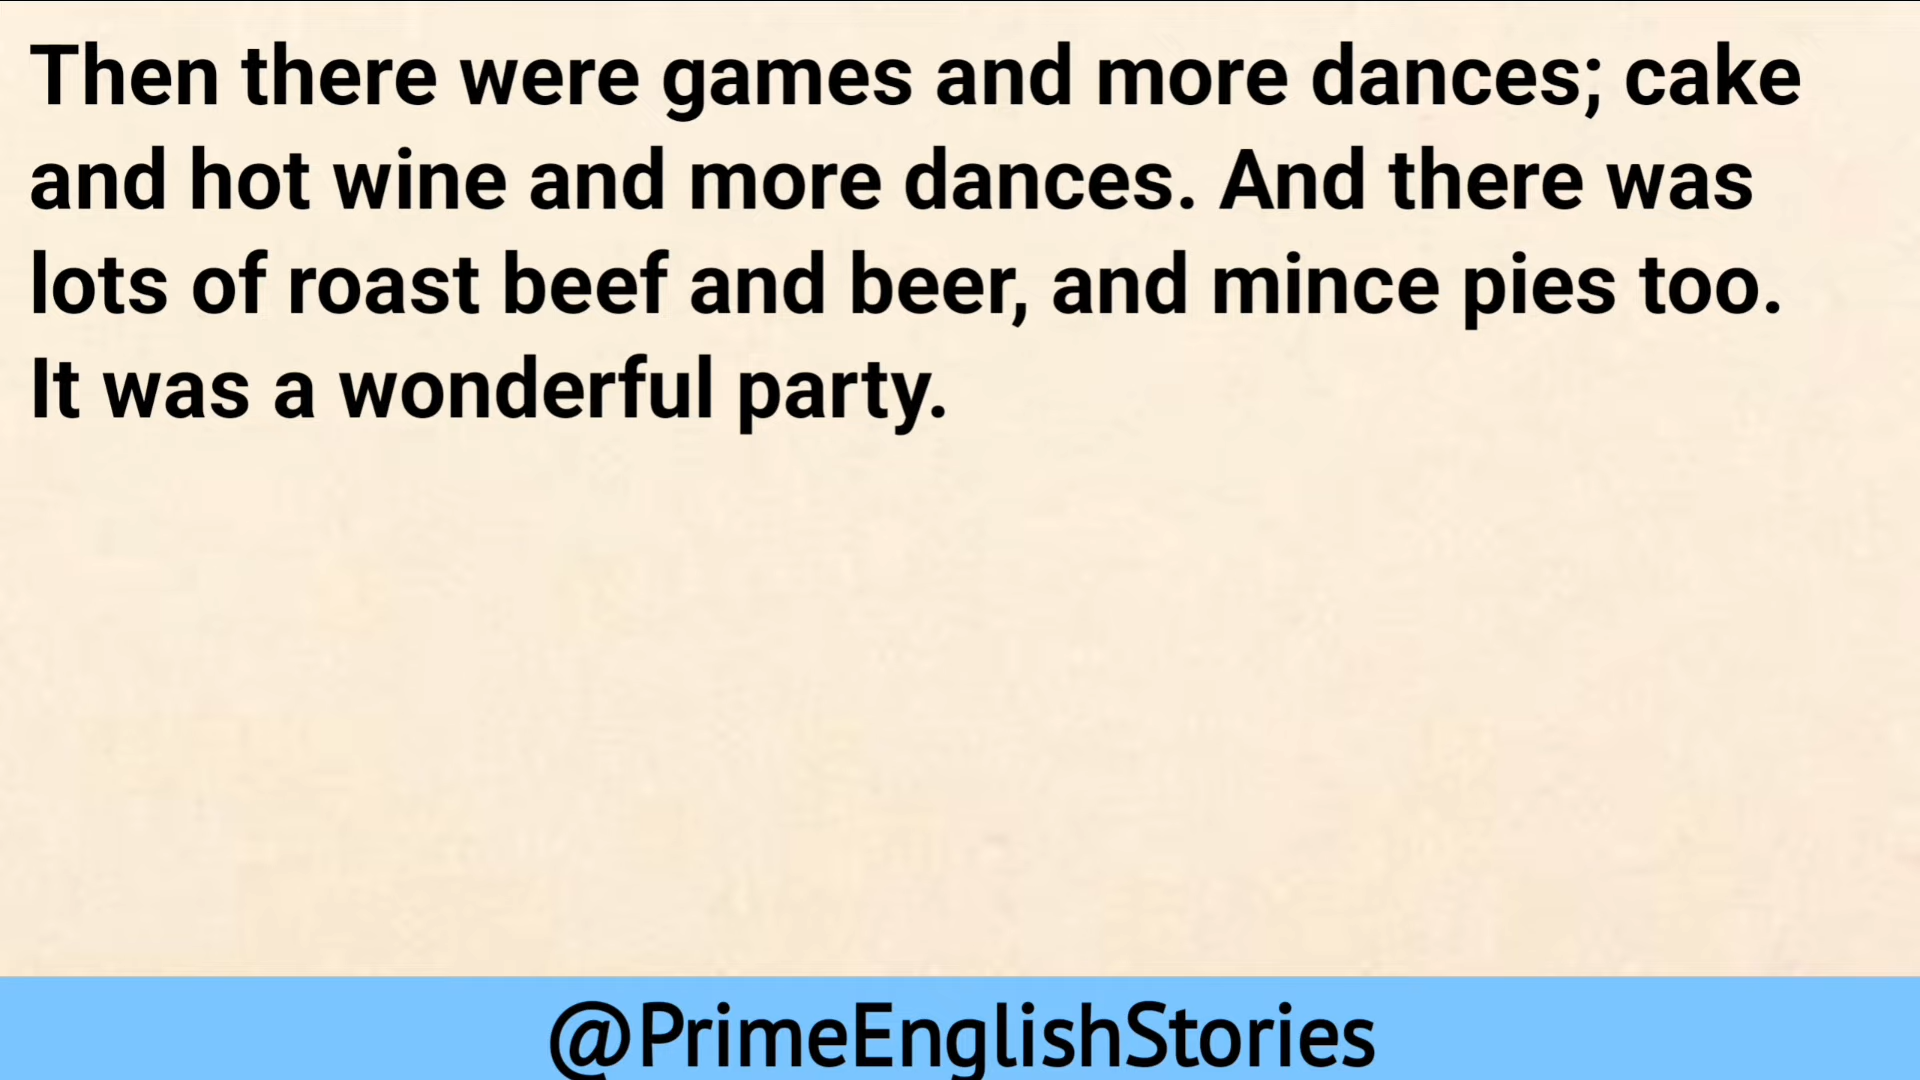 Then there were games and more dances; cake
and hot wine and more dances. And there was
lots of roast beef and beer, and mince pies too.
It was a wonderful party.
@PrimeEnglishStories